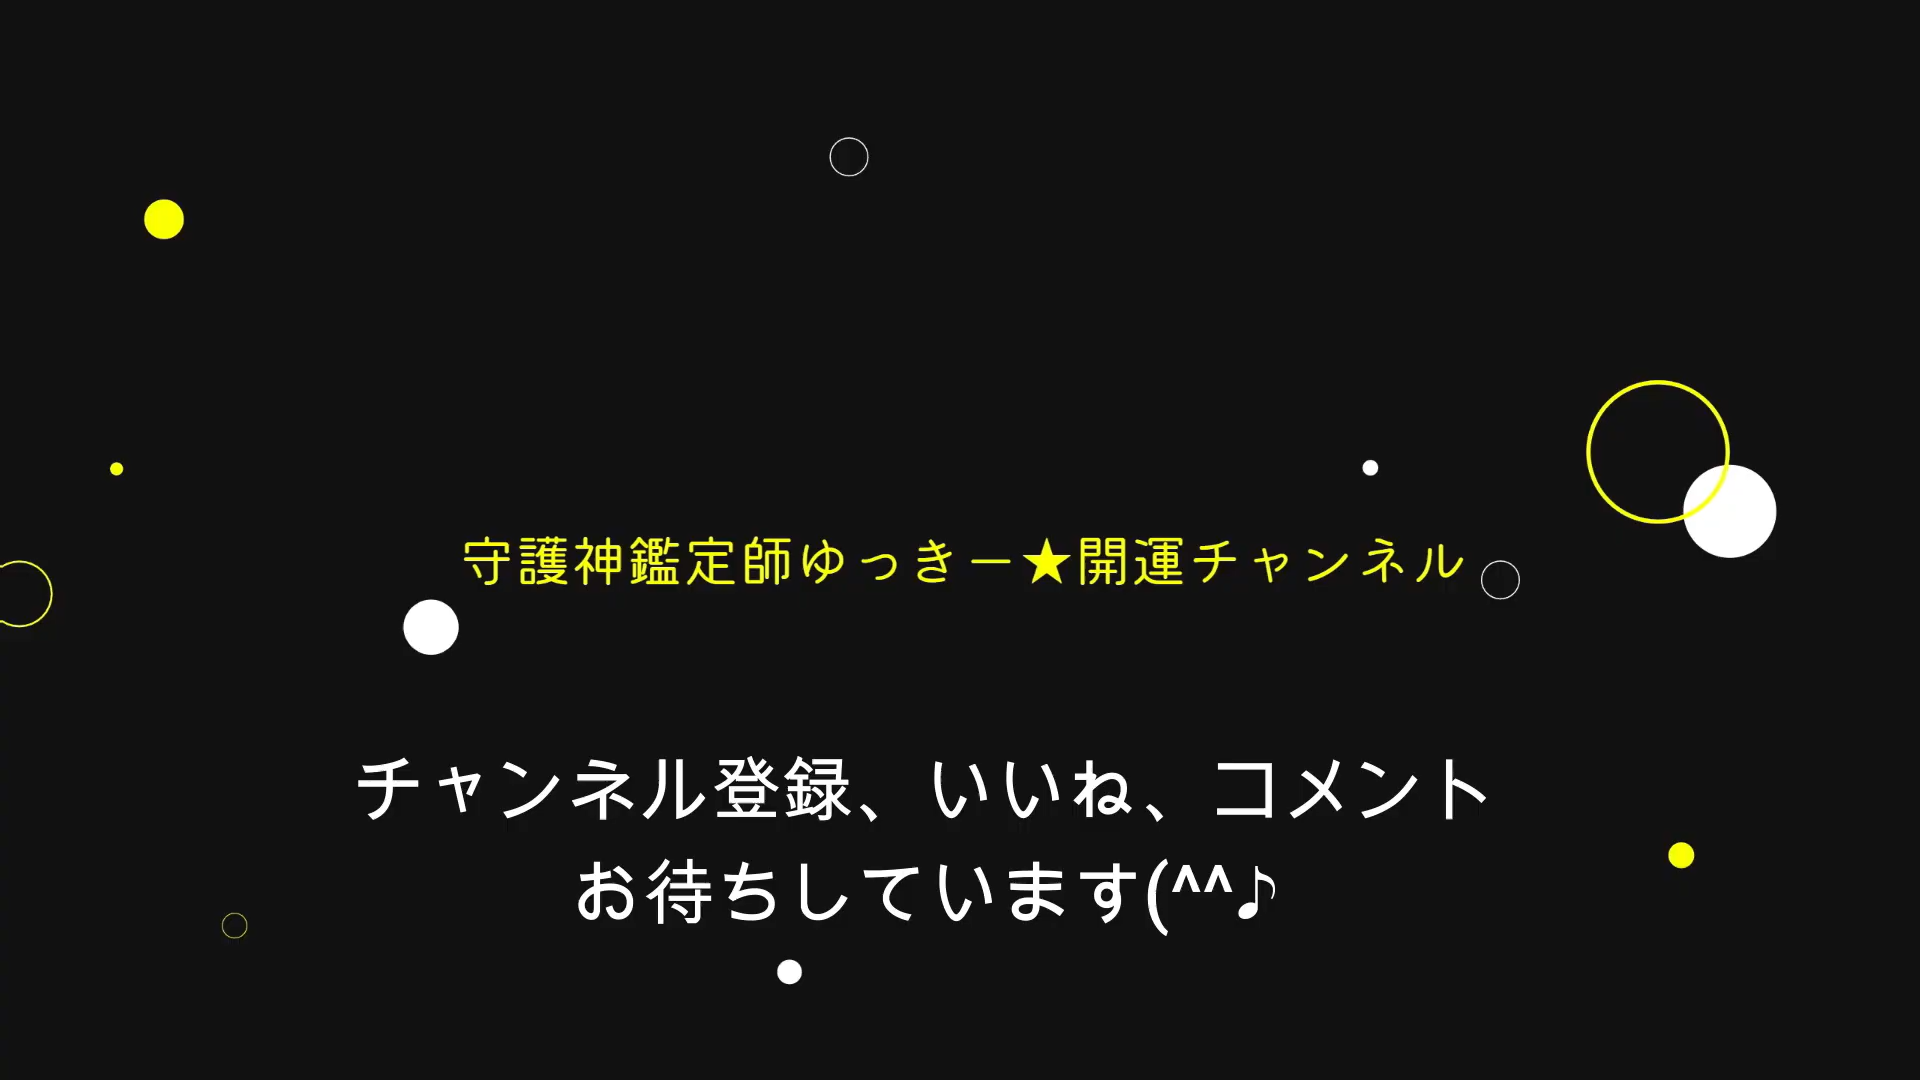 守護神鑑定師ゆっきー★開運チャンネル
チャンネル登録、いいね、コメント
お待ちしています(^^♪